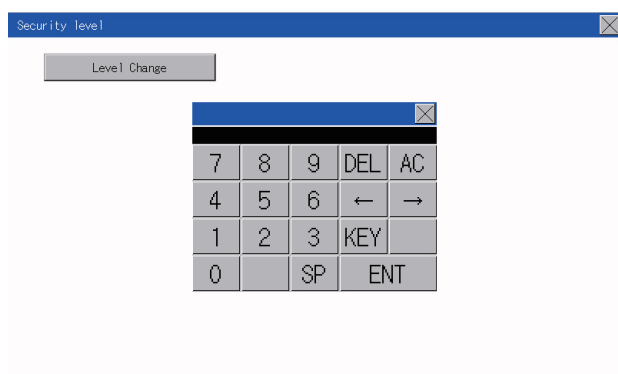 Security level
Level Change
7 8 9 DEL AC
4 5 6 ← →
1 2 3 KEY
0 SP ENT